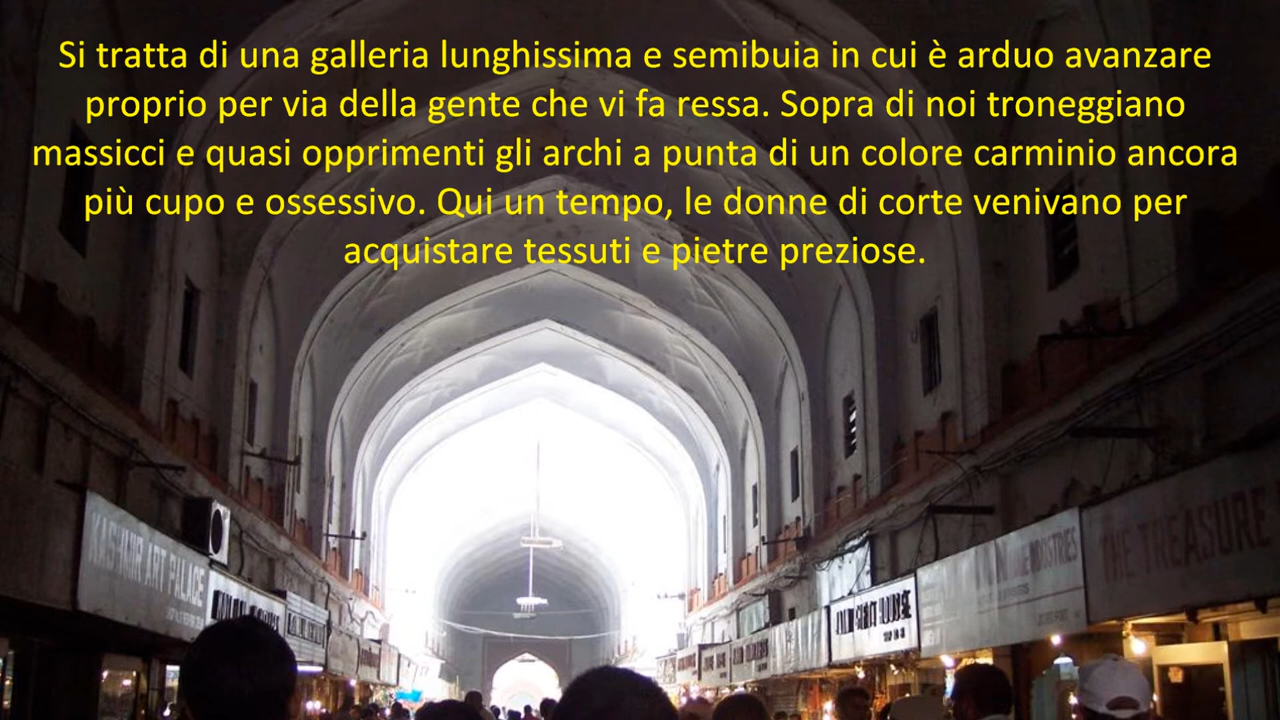 Si tratta di una galleria lunghissima e semibuia in cui è arduo avanzare
proprio per via della gente che vi fa ressa. Sopra di noi troneggiano
massicci e quasi opprimenti gli archi a punta di un colore carminio ancora
più cupo e ossessivo. Qui un tempo, le donne di corte venivano per
acquistare tessuti e pietre preziose.
KASHMIR ART PALACE
THE TREASURE
INDUSTRIES